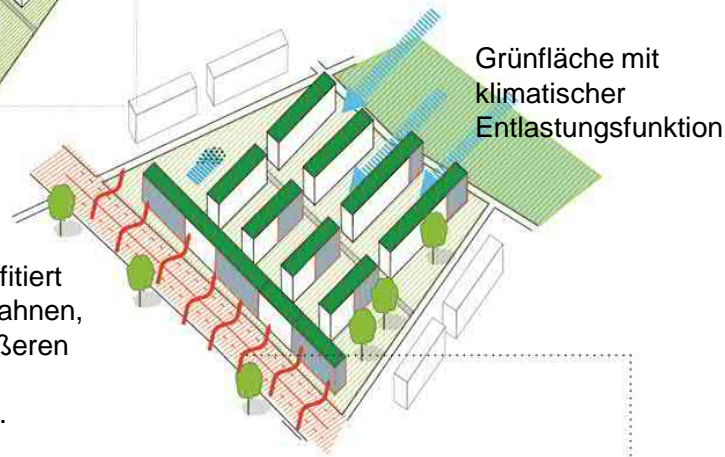 Grünfläche mit
klimatischer
Entlastungsfunktion
fitiert
ahnen,
ßeren
.